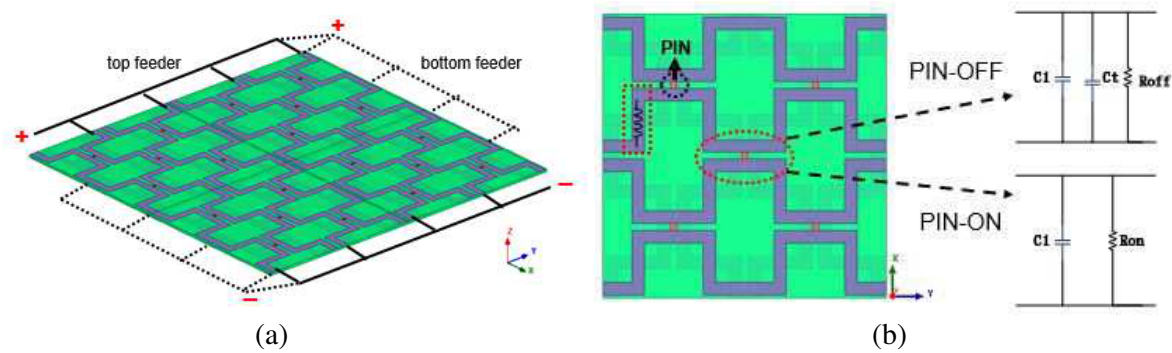 +
top feeder
bottom feeder
+
−
−
Z
Y
X
(a)
PIN
X
Y
Z
(b)
PIN-OFF
C1
Ct
Roff
PIN-ON
C1
Ron